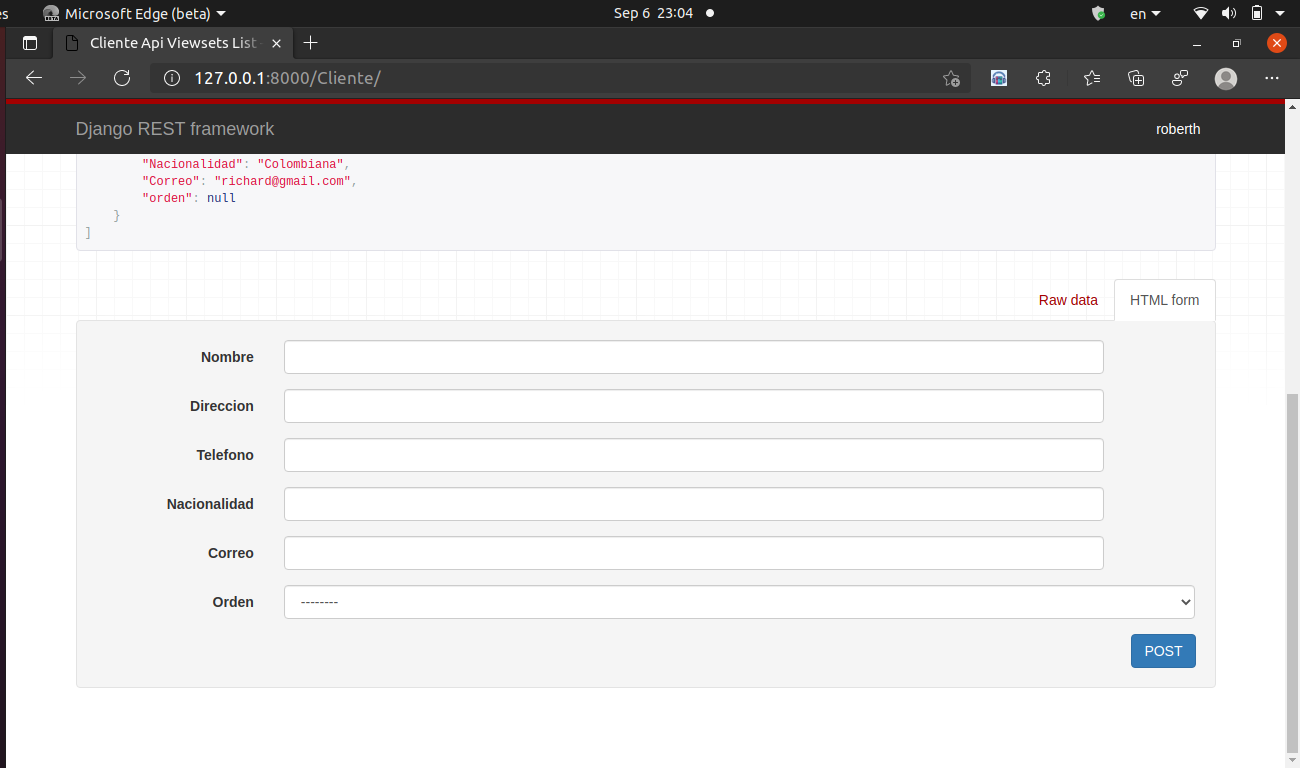 es
Microsoft Edge (beta)
Sep 6 23:04
en
Cliente Api Viewsets List
127.0.0.1:8000/Cliente/
Django REST framework
roberth
"Nacionalidad": "Colombiana",
"Correo": "richard@gmail.com",
"orden": null
}
]
Raw data
HTML form
Nombre
Direccion
Telefono
Nacionalidad
Correo
Orden
--------
POST